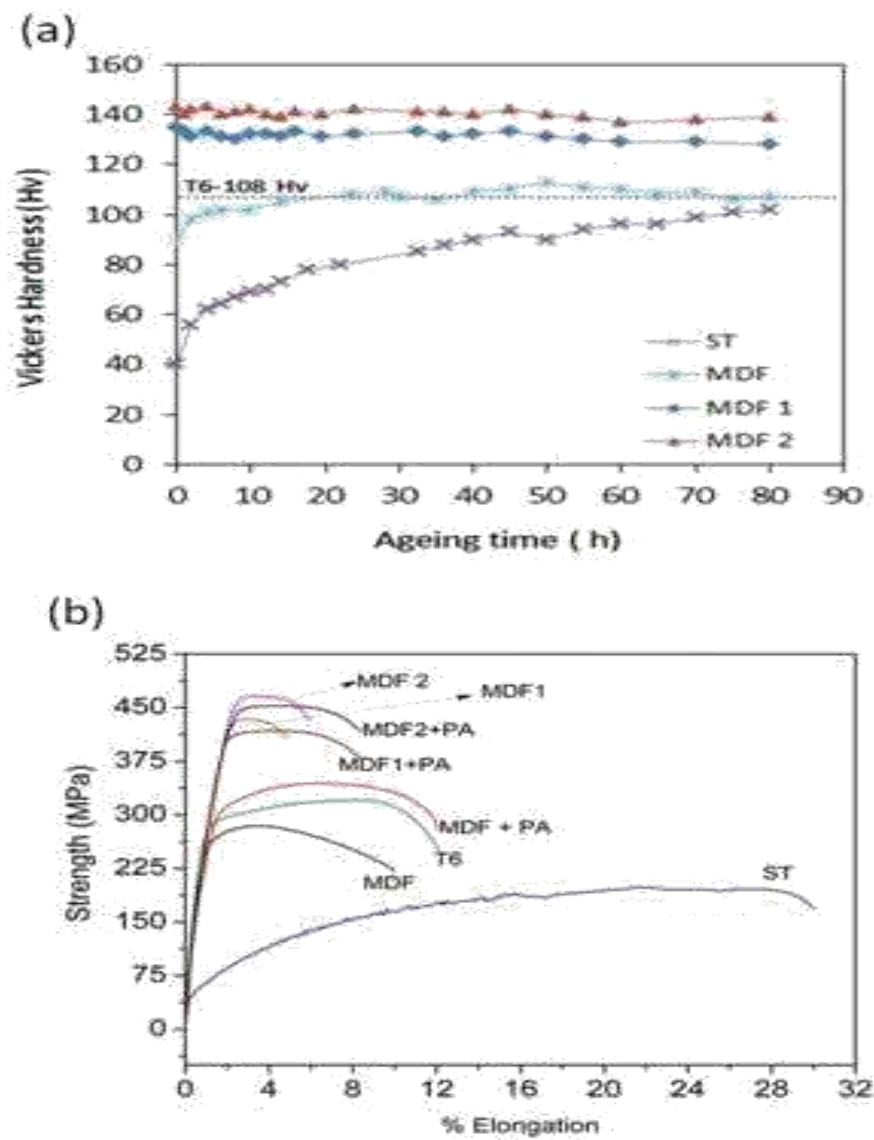 (a)
160
140
120
100
80
60
40
20
0
T6-108 Hv
ST
MDF
MDF 1
MDF 2
0 10 20 30 40 50 60 70 80 90
Vickers Hardness(Hv)
Ageing time ( h)
(b)
525
450
375
300
225
150
75
0
MDF 2
MDF1
MDF2+PA
MDF1+PA
MDF + PA
T6
MDF
ST
0 4 8 12 16 20 24 28 32
Strength (MPa)
% Elongation